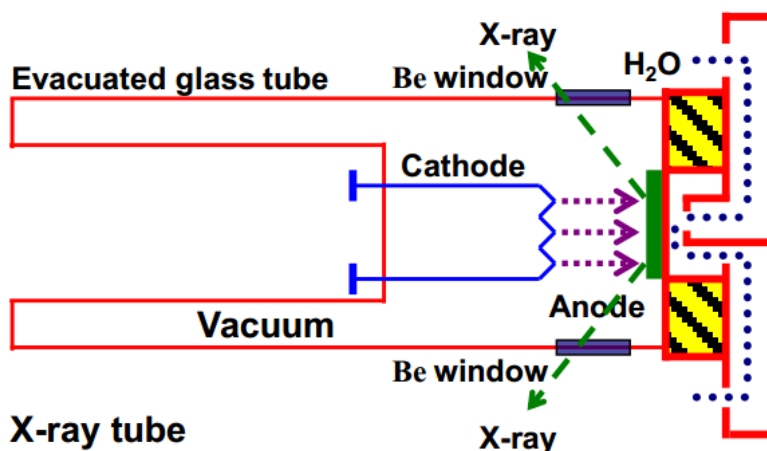 X-ray
H₂O
Evacuated glass tube
Be window
Cathode
Anode
Vacuum
Be window
X-ray tube
X-ray